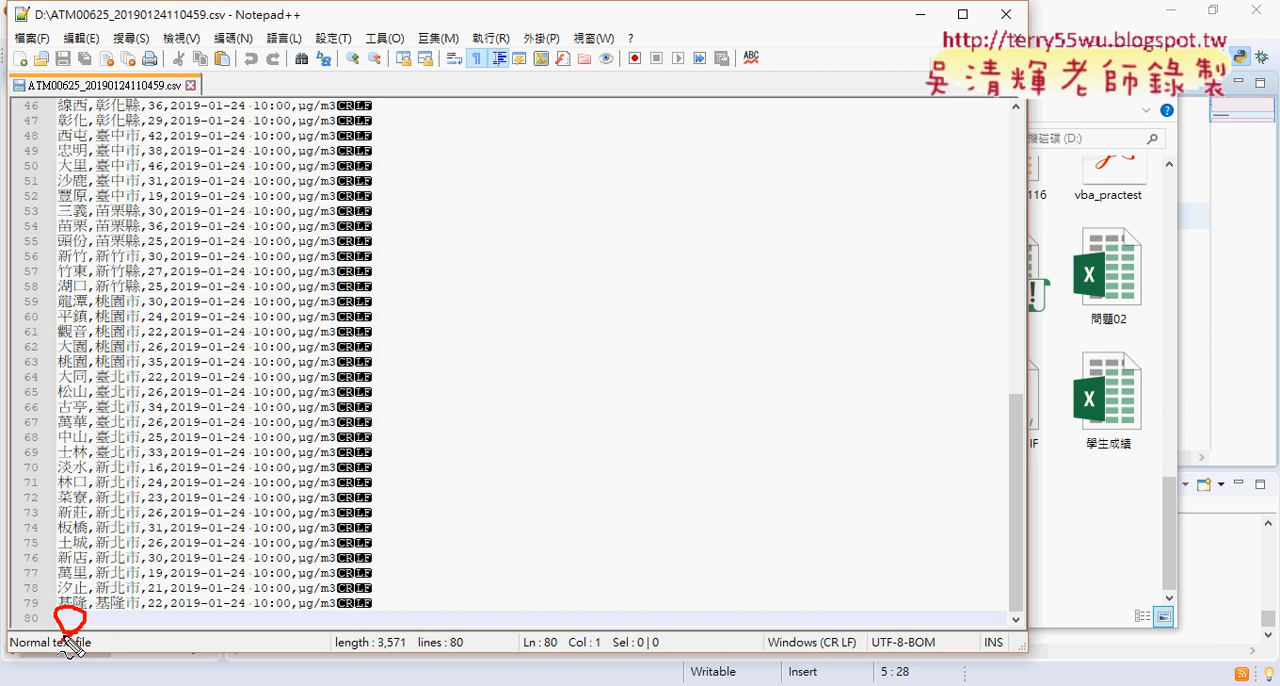 D:\ATM00625_20190124110459.csv - Notepad++
檔案(F) 編輯(E) 搜尋(S) 檢視(V) 編碼(N) 語言(L) 設定(T) 工具(O) 巨集(M) 執行(R) 外掛(P) 視窗(W) ?
http://terry55wu.blogspot.tw
吳清輝老師錄製
ATM00625_20190124110459.csv
46 線西,彰化縣,36,2019-01-24 10:00,μg/m3CRLF
47 彰化,彰化縣,29,2019-01-24 10:00,μg/m3CRLF
48 西屯,臺中市,42,2019-01-24 10:00,μg/m3CRLF
49 忠明,臺中市,38,2019-01-24 10:00,μg/m3CRLF
50 大里,臺中市,46,2019-01-24 10:00,μg/m3CRLF
51 沙鹿,臺中市,31,2019-01-24 10:00,μg/m3CRLF
52 豐原,臺中市,19,2019-01-24 10:00,μg/m3CRLF
53 三義,苗栗縣,30,2019-01-24 10:00,μg/m3CRLF
54 苗栗,苗栗縣,36,2019-01-24 10:00,μg/m3CRLF
55 頭份,苗栗縣,25,2019-01-24 10:00,μg/m3CRLF
56 新竹,新竹市,30,2019-01-24 10:00,μg/m3CRLF
57 竹東,新竹縣,27,2019-01-24 10:00,μg/m3CRLF
58 湖口,新竹縣,25,2019-01-24 10:00,μg/m3CRLF
59 龍潭,桃園市,30,2019-01-24 10:00,μg/m3CRLF
60 平鎮,桃園市,24,2019-01-24 10:00,μg/m3CRLF
61 觀音,桃園市,22,2019-01-24 10:00,μg/m3CRLF
62 大園,桃園市,26,2019-01-24 10:00,μg/m3CRLF
63 桃園,桃園市,35,2019-01-24 10:00,μg/m3CRLF
64 大同,臺北市,22,2019-01-24 10:00,μg/m3CRLF
65 松山,臺北市,26,2019-01-24 10:00,μg/m3CRLF
66 古亭,臺北市,34,2019-01-24 10:00,μg/m3CRLF
67 萬華,臺北市,26,2019-01-24 10:00,μg/m3CRLF
68 中山,臺北市,25,2019-01-24 10:00,μg/m3CRLF
69 士林,臺北市,33,2019-01-24 10:00,μg/m3CRLF
70 淡水,新北市,16,2019-01-24 10:00,μg/m3CRLF
71 林口,新北市,24,2019-01-24 10:00,μg/m3CRLF
72 菜寮,新北市,23,2019-01-24 10:00,μg/m3CRLF
73 新莊,新北市,26,2019-01-24 10:00,μg/m3CRLF
74 板橋,新北市,31,2019-01-24 10:00,μg/m3CRLF
75 土城,新北市,26,2019-01-24 10:00,μg/m3CRLF
76 新店,新北市,30,2019-01-24 10:00,μg/m3CRLF
77 萬里,新北市,19,2019-01-24 10:00,μg/m3CRLF
78 汐止,新北市,21,2019-01-24 10:00,μg/m3CRLF
79 基隆,基隆市,22,2019-01-24 10:00,μg/m3CRLF
80
磁碟 (D:)
116
vba_practest
問題02
IF
學生成績
Normal text file
length : 3,571 lines : 80
Ln : 80 Col : 1 Sel : 0 | 0
Windows (CR LF)
UTF-8-BOM
INS
Writable
Insert
5 : 28